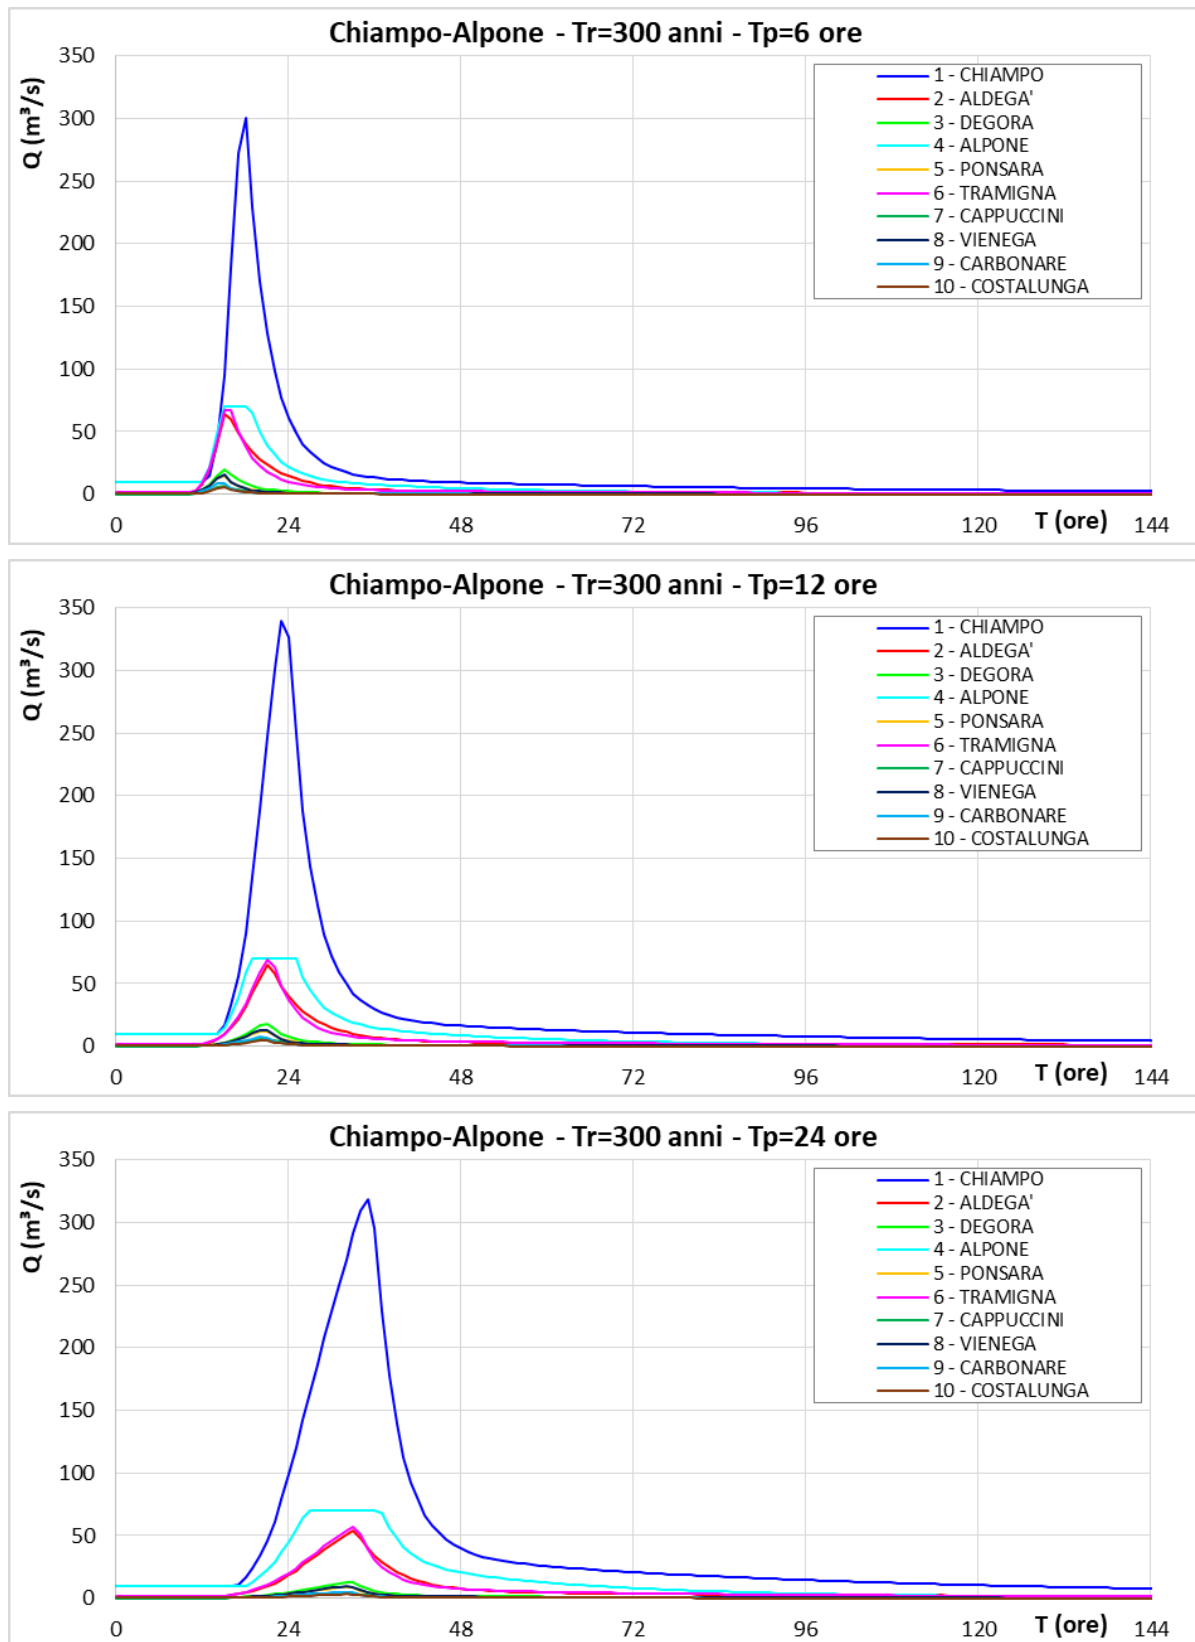 Chiampo-Alpone - Tr=300 anni - Tp=6 ore
Q (m³/s)
350
300
250
200
150
100
50
0
1 - CHIAMPO
2 - ALDEGA'
3 - DEGORA
4 - ALPONE
5 - PONSARA
6 - TRAMIGNA
7 - CAPPUCCINI
8 - VIENEGA
9 - CARBONARE
10 - COSTALUNGA
0 24 48 72 96 120 T (ore) 144
Chiampo-Alpone - Tr=300 anni - Tp=12 ore
Q (m³/s)
350
300
250
200
150
100
50
0
1 - CHIAMPO
2 - ALDEGA'
3 - DEGORA
4 - ALPONE
5 - PONSARA
6 - TRAMIGNA
7 - CAPPUCCINI
8 - VIENEGA
9 - CARBONARE
10 - COSTALUNGA
0 24 48 72 96 120 T (ore) 144
Chiampo-Alpone - Tr=300 anni - Tp=24 ore
Q (m³/s)
350
300
250
200
150
100
50
0
1 - CHIAMPO
2 - ALDEGA'
3 - DEGORA
4 - ALPONE
5 - PONSARA
6 - TRAMIGNA
7 - CAPPUCCINI
8 - VIENEGA
9 - CARBONARE
10 - COSTALUNGA
0 24 48 72 96 120 T (ore) 144